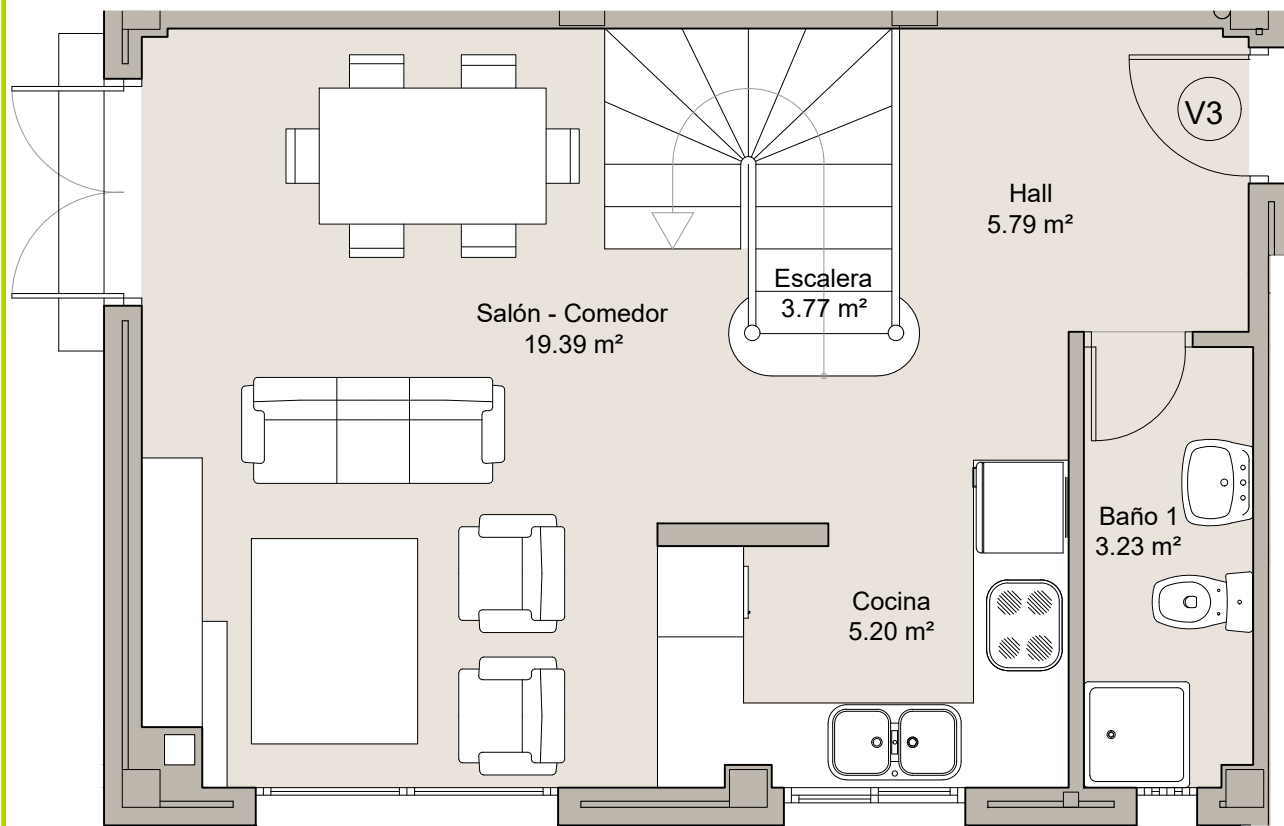 V3
Hall
5.79 m²
Escalera
3.77 m²
Salón - Comedor
19.39 m²
Baño 1
3.23 m²
Cocina
5.20 m²